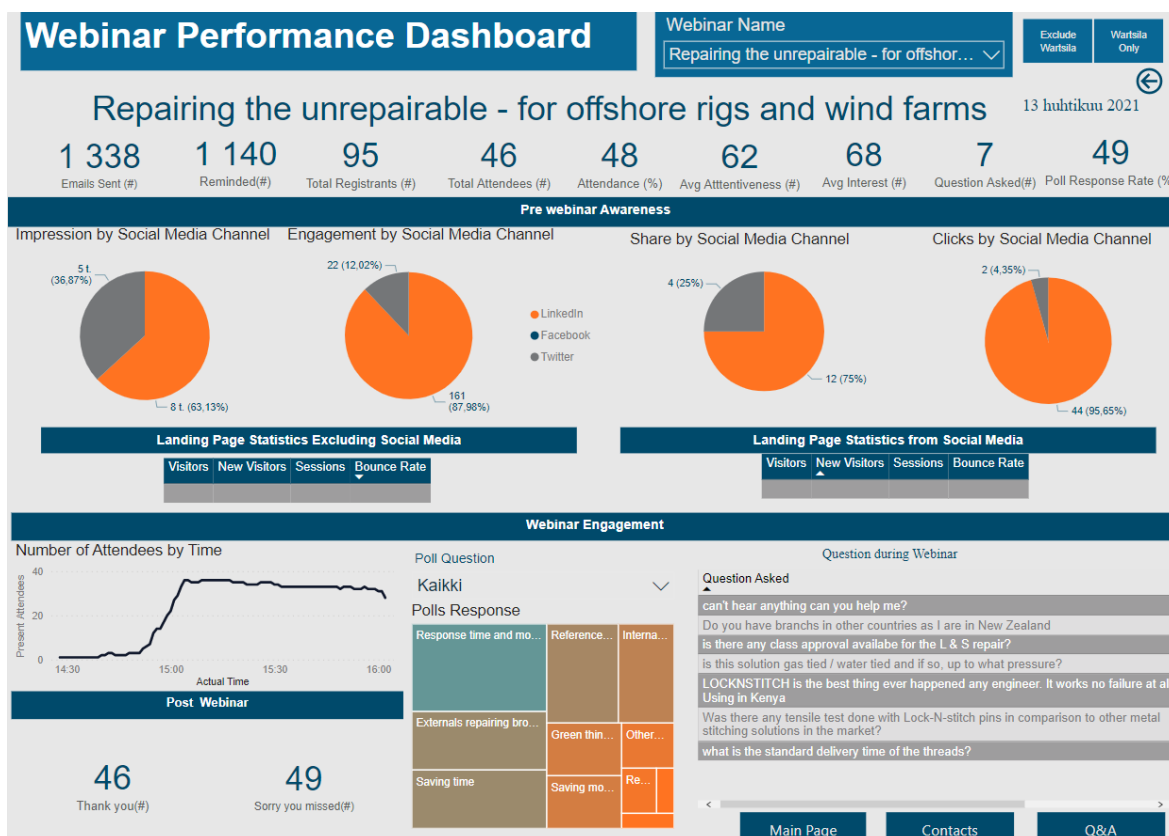 Webinar Performance Dashboard
Webinar Name
Repairing the unrepairable - for offshor...
Exclude
Wartsila
Wartsila
Only
Repairing the unrepairable - for offshore rigs and wind farms
13 huhtikuu 2021
1 338
Emails Sent (#)
1 140
Reminded(#)
95
Total Registrants (#)
46
Total Attendees (#)
48
Attendance (%)
62
Avg Atttentiveness (#)
68
Avg Interest (#)
7
Question Asked(#)
49
Poll Response Rate (%
Pre webinar Awareness
Impression by Social Media Channel
5 t.
(36,87%)
8 t. (63,13%)
Engagement by Social Media Channel
22 (12,02%)
161
(87,98%)
LinkedIn
Facebook
Twitter
Share by Social Media Channel
4 (25%)
12 (75%)
Clicks by Social Media Channel
2 (4,35%)
44 (95,65%)
Landing Page Statistics Excluding Social Media
Visitors New Visitors Sessions Bounce Rate
Landing Page Statistics from Social Media
Visitors New Visitors Sessions Bounce Rate
Webinar Engagement
Number of Attendees by Time
Present Attendees
40
20
0
14:30 15:00 15:30 16:00
Actual Time
Poll Question
Kaikki
Polls Response
Response time and mo...
Reference...
Interna...
Externals repairing bro...
Green thin...
Other...
Saving time
Saving mo...
Re...
Question during Webinar
Question Asked
can't hear anything can you help me?
Do you have branchs in other countries as I are in New Zealand
is there any class approval availabe for the L & S repair?
is this solution gas tied / water tied and if so, up to what pressure?
LOCKNSTITCH is the best thing ever happened any engineer. It works no failure at al
Using in Kenya
Was there any tensile test done with Lock-N-stitch pins in comparison to other metal
stitching solutions in the market?
what is the standard delivery time of the threads?
Post Webinar
46
Thank you(#)
49
Sorry you missed(#)
Main Page
Contacts
Q&A